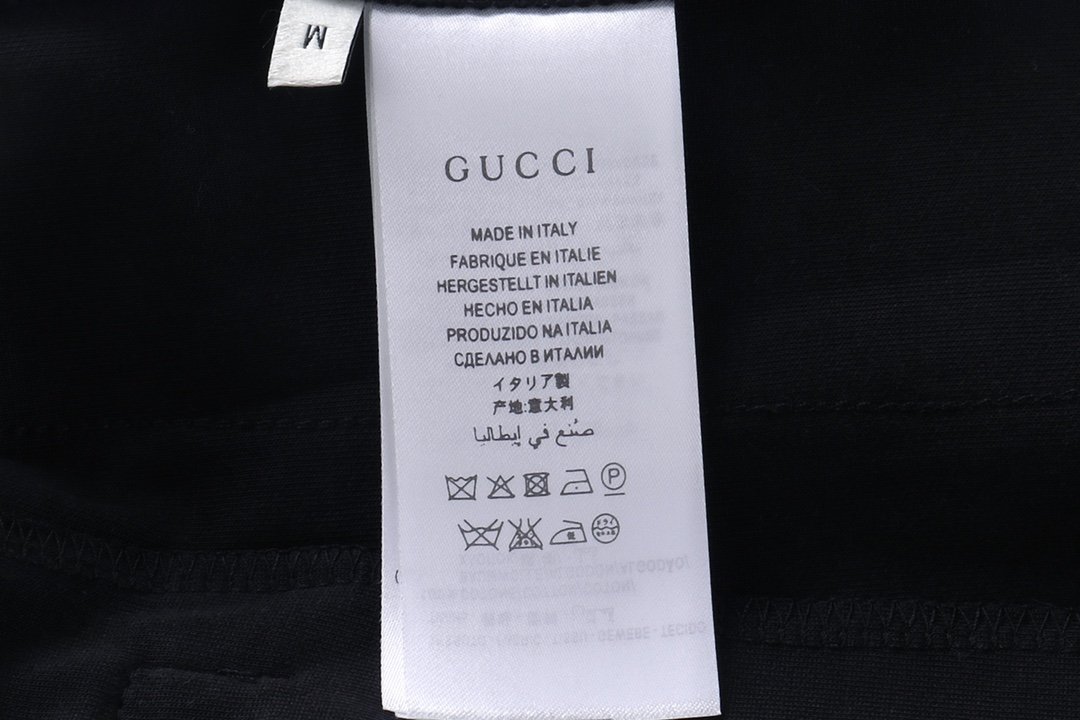 M
GUCCI
MADE IN ITALY
FABRIQUE EN ITALIE
HERGESTELLT IN ITALIEN
HECHO EN ITALIA
PRODUZIDO NA ITALIA
СДЕЛАНО В ИТАЛИИ
イタリア製
产地:意大利
صُنع في إيطاليا
P